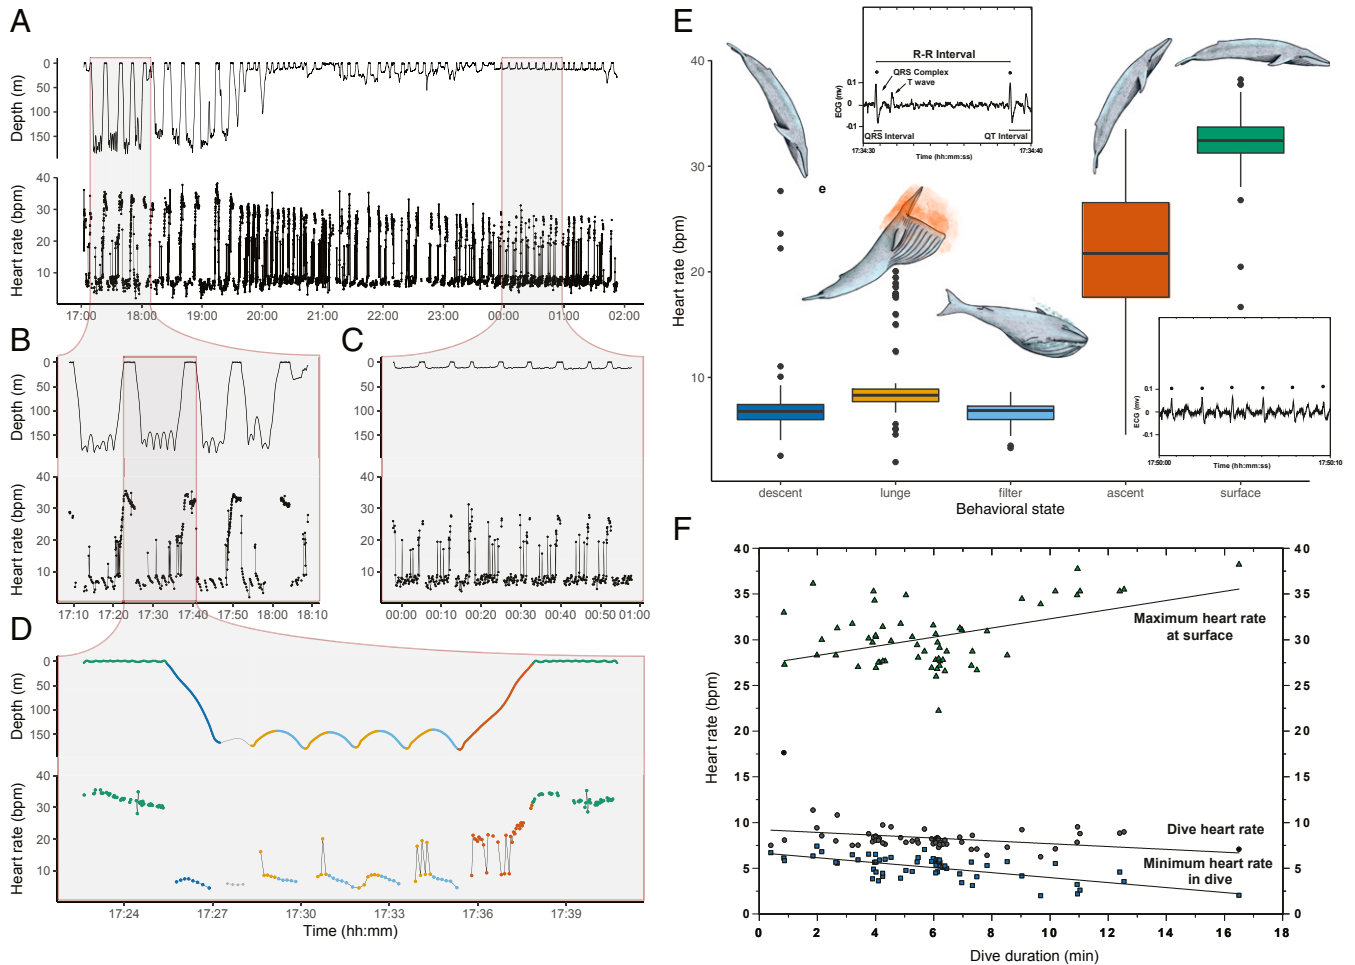 A
Depth (m)
0
50
100
150
Heart rate (bpm)
40
30
20
10
17:00 18:00 19:00 20:00 21:00 22:00 23:00 00:00 01:00 02:00
B
Depth (m)
0
50
100
150
Heart rate (bpm)
40
30
20
10
17:10 17:20 17:30 17:40 17:50 18:00 18:10
C
Depth (m)
0
50
100
150
Heart rate (bpm)
40
30
20
10
00:00 00:10 00:20 00:30 00:40 00:50 01:00
D
Depth (m)
0
50
100
150
Heart rate (bpm)
40
30
20
10
17:24 17:27 17:30 17:33 17:36 17:39
Time (hh:mm)
E
Heart rate (bpm)
40
30
20
10
descent lunge filter ascent surface
Behavioral state
e
R-R Interval
QRS Complex
T wave
ECG (mv)
0.1
0
-0.1
QRS Interval QT Interval
17:34:30 17:34:40
Time (hh:mm:ss)
ECG (mv)
0.1
0
-0.1
17:50:00 17:50:10
Time (hh:mm:ss)
F
Heart rate (bpm)
40 40
35 35
30 30
25 25
20 20
15 15
10 10
5 5
0 0
Maximum heart rate
at surface
Dive heart rate
Minimum heart rate
in dive
0 2 4 6 8 10 12 14 16 18
Dive duration (min)